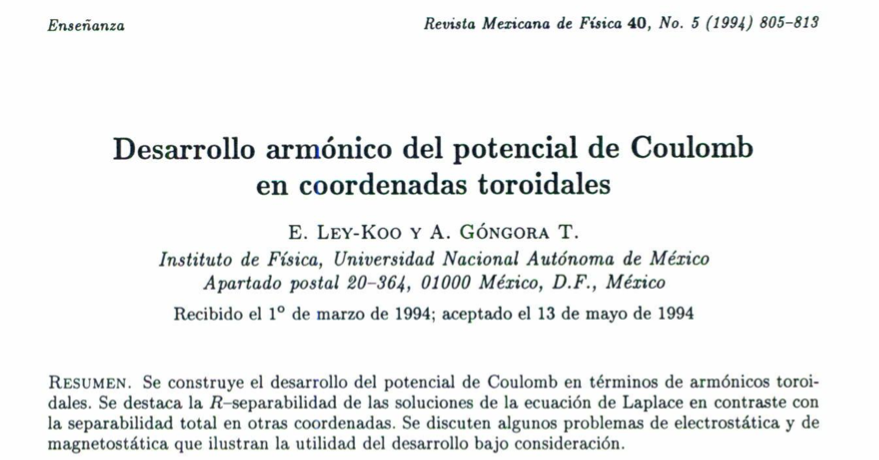 Enseñanza
Revista Mexicana de Física 40, No. 5 (1994) 805–813
Desarrollo armónico del potencial de Coulomb
en coordenadas toroidales
E. LEY-KOO Y A. GÓNGORA T.
Instituto de Física, Universidad Nacional Autónoma de México
Apartado postal 20–364, 01000 México, D.F., México
Recibido el 1º de marzo de 1994; aceptado el 13 de mayo de 1994
RESUMEN. Se construye el desarrollo del potencial de Coulomb en términos de armónicos toroi-
dales. Se destaca la R–separabilidad de las soluciones de la ecuación de Laplace en contraste con
la separabilidad total en otras coordenadas. Se discuten algunos problemas de electrostática y de
magnetostática que ilustran la utilidad del desarrollo bajo consideración.